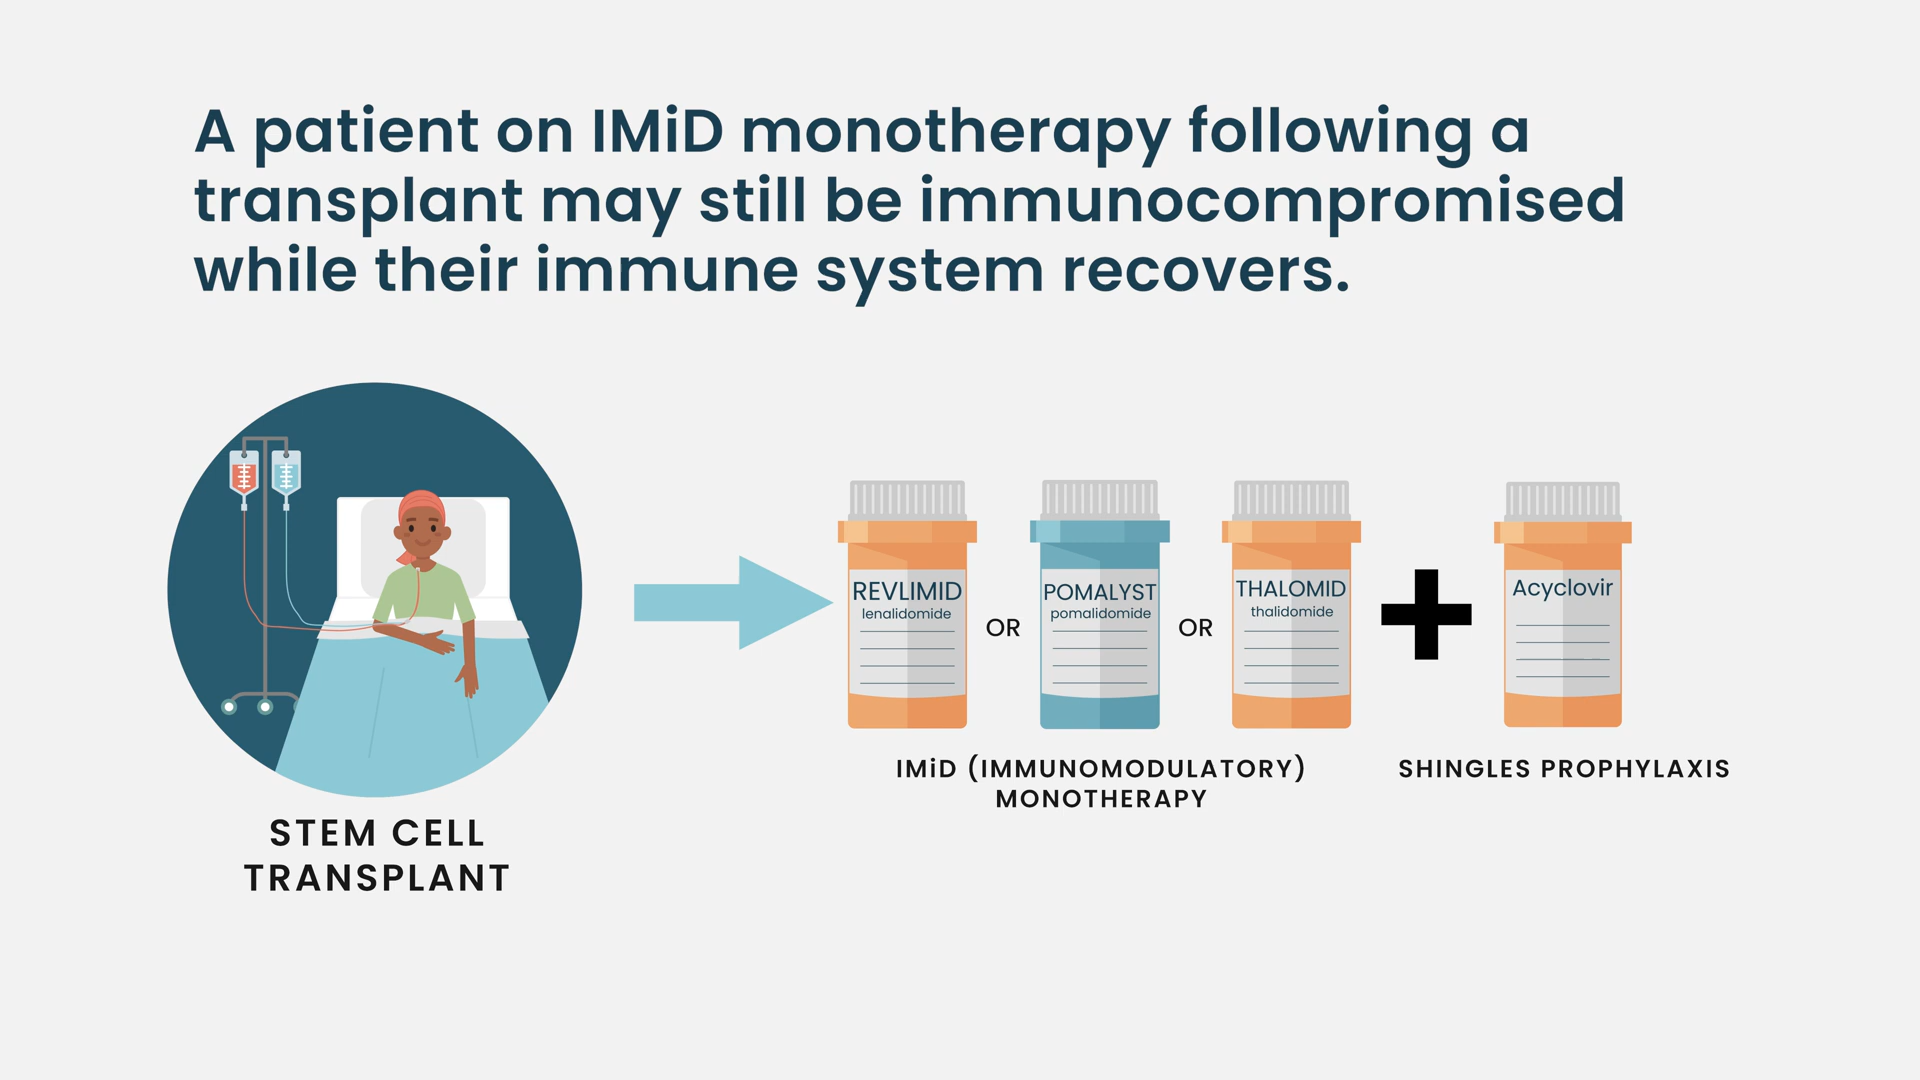 A patient on IMiD monotherapy following a
transplant may still be immunocompromised
while their immune system recovers.
REVLIMID
lenalidomide
OR
POMALYST
pomalidomide
OR
THALOMID
thalidomide
Acyclovir
IMiD (IMMUNOMODULATORY)
MONOTHERAPY
SHINGLES PROPHYLAXIS
STEM CELL
TRANSPLANT